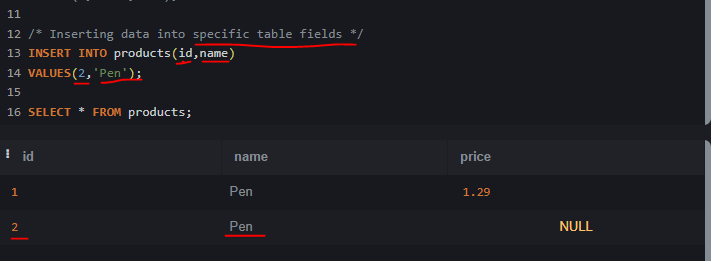 11
12 /* Inserting data into specific table fields */
13 INSERT INTO products(id,name)
14 VALUES(2,'Pen');
15
16 SELECT * FROM products;
id name price
1 Pen 1.29
2 Pen NULL